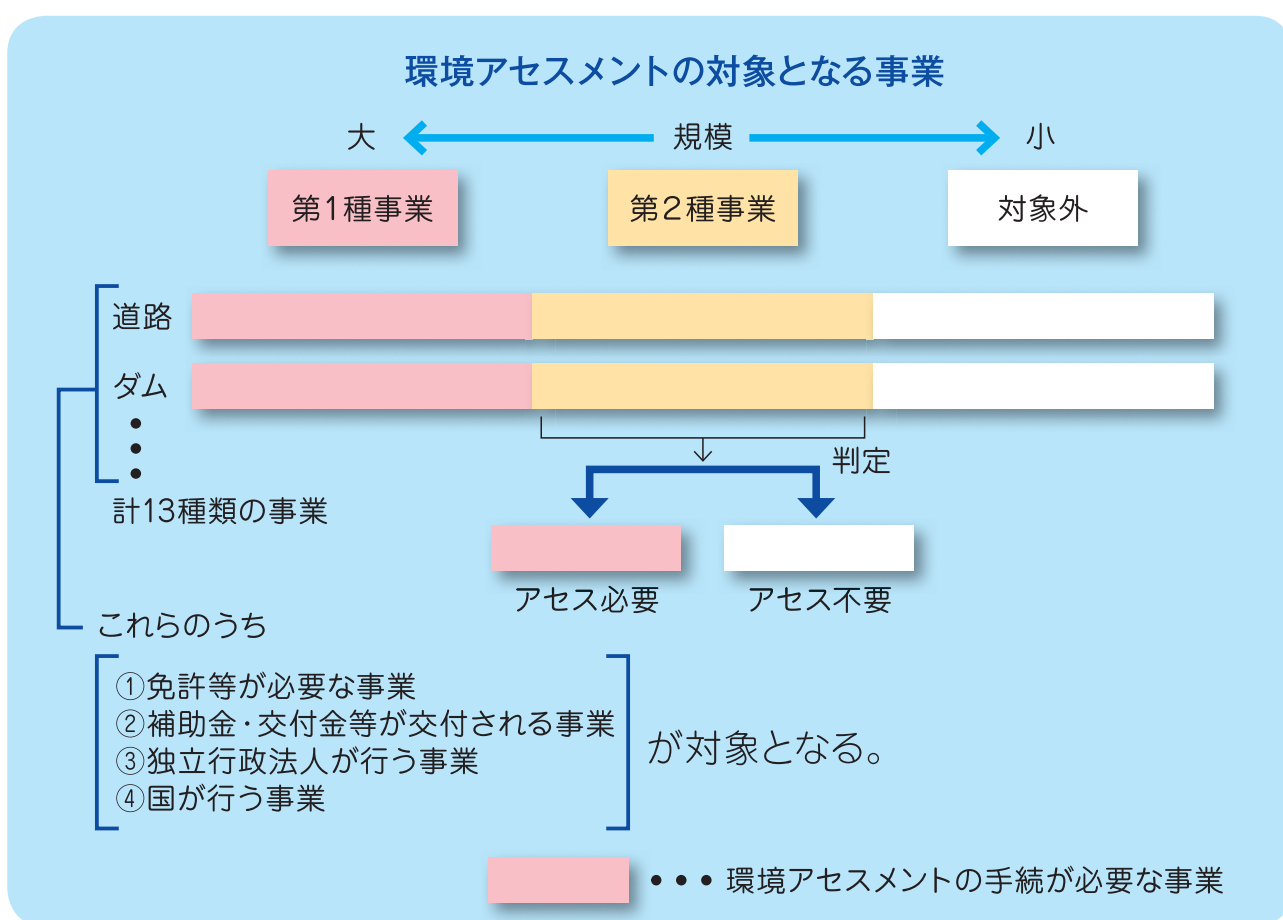 環境アセスメントの対象となる事業
大 規模 小
第1種事業 第2種事業 対象外
道路
ダム
判定
計13種類の事業
アセス必要 アセス不要
これらのうち
①免許等が必要な事業
②補助金・交付金等が交付される事業
③独立行政法人が行う事業
④国が行う事業
が対象となる。
・・・環境アセスメントの手続が必要な事業